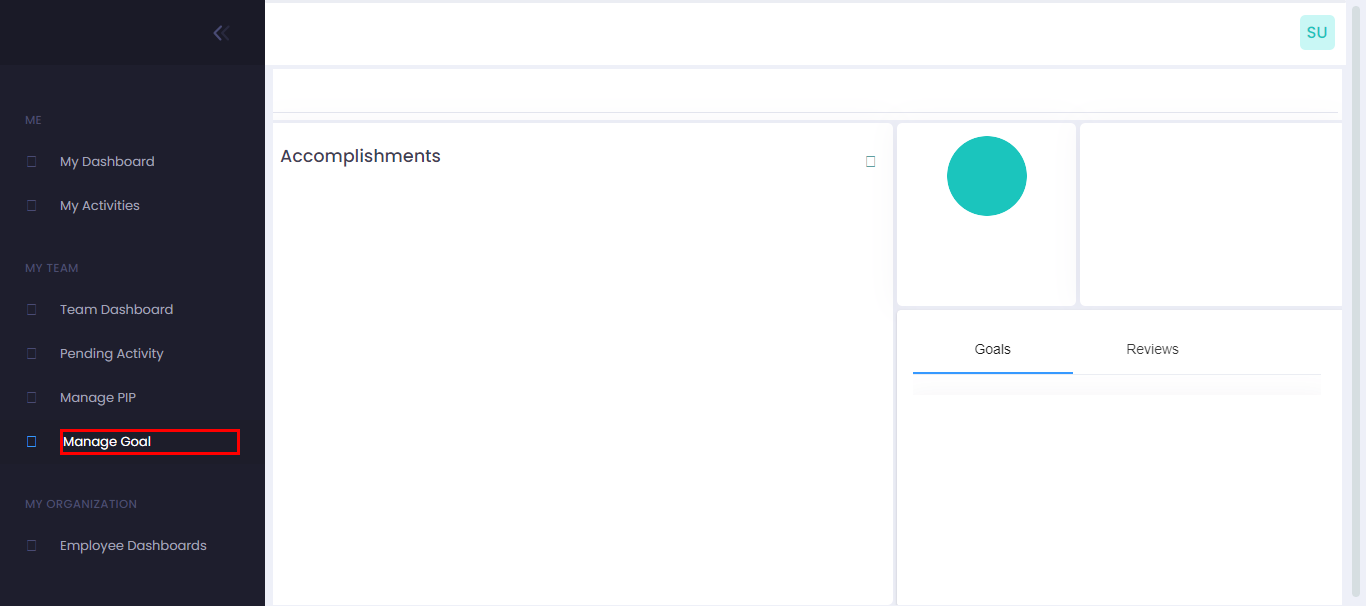 SU
ME
My Dashboard
My Activities
MY TEAM
Team Dashboard
Pending Activity
Manage PIP
Manage Goal
MY ORGANIZATION
Employee Dashboards
Accomplishments
Goals
Reviews